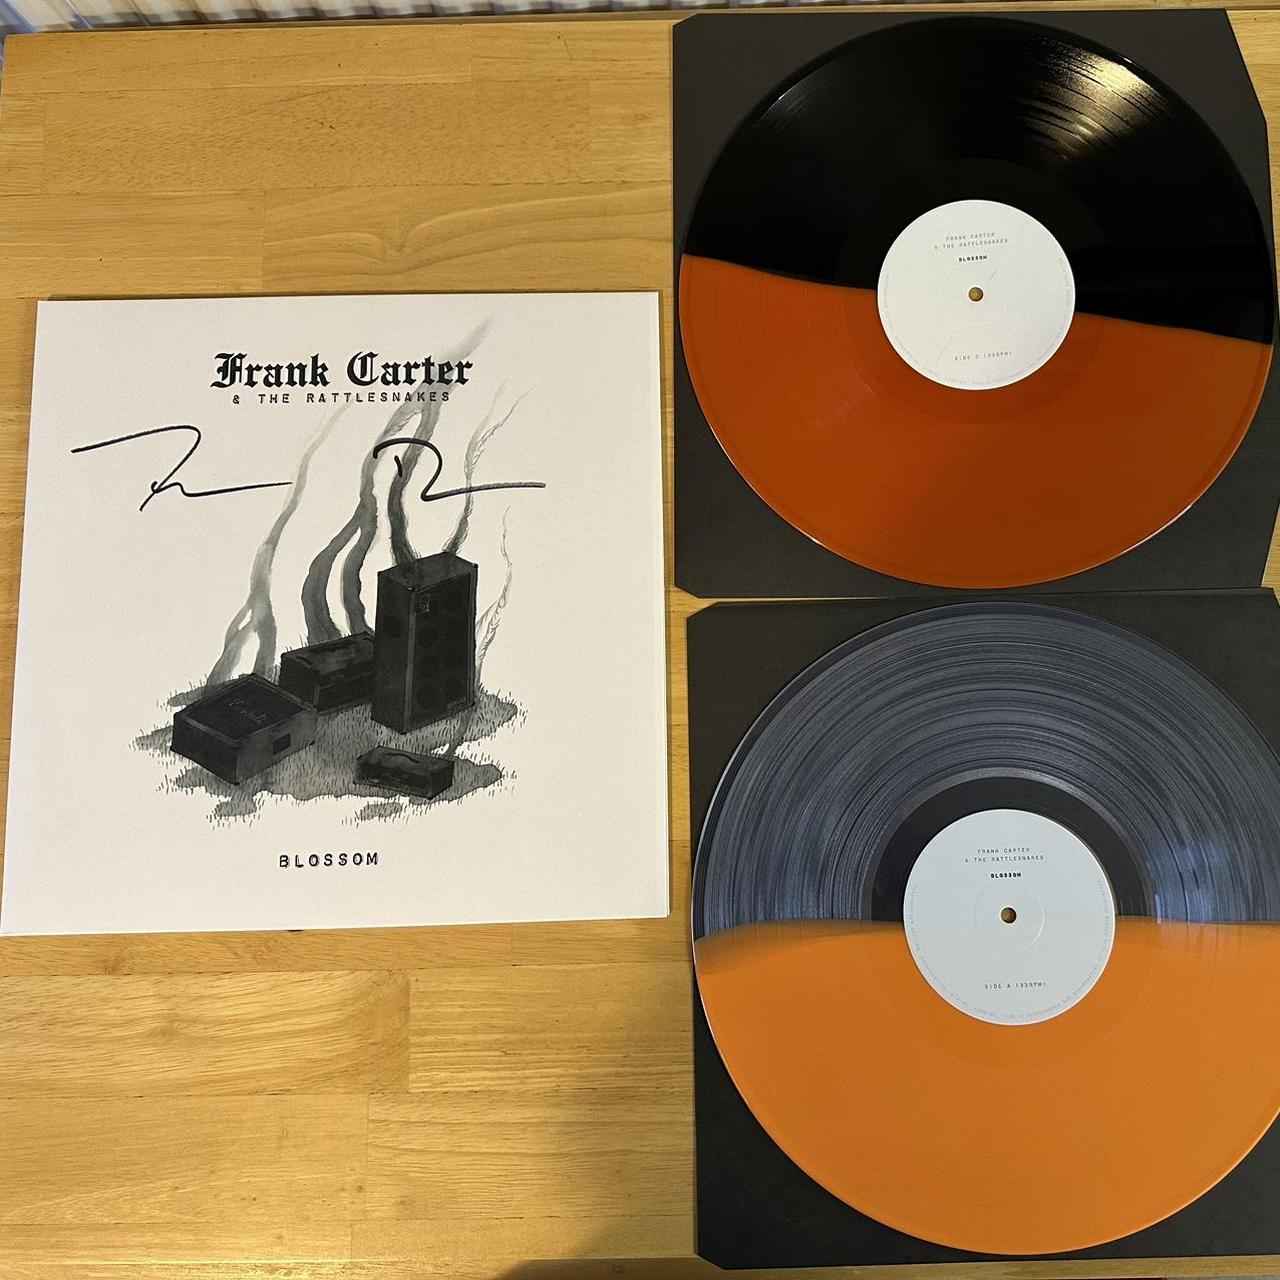 Frank Carter
& THE RATTLESNAKES
BLOSSOM
FRANK CARTER
& THE RATTLESNAKES
BLOSSOM
FRANK CARTER
& THE RATTLESNAKES
BLOSSOM
SIDE A (33RPM)